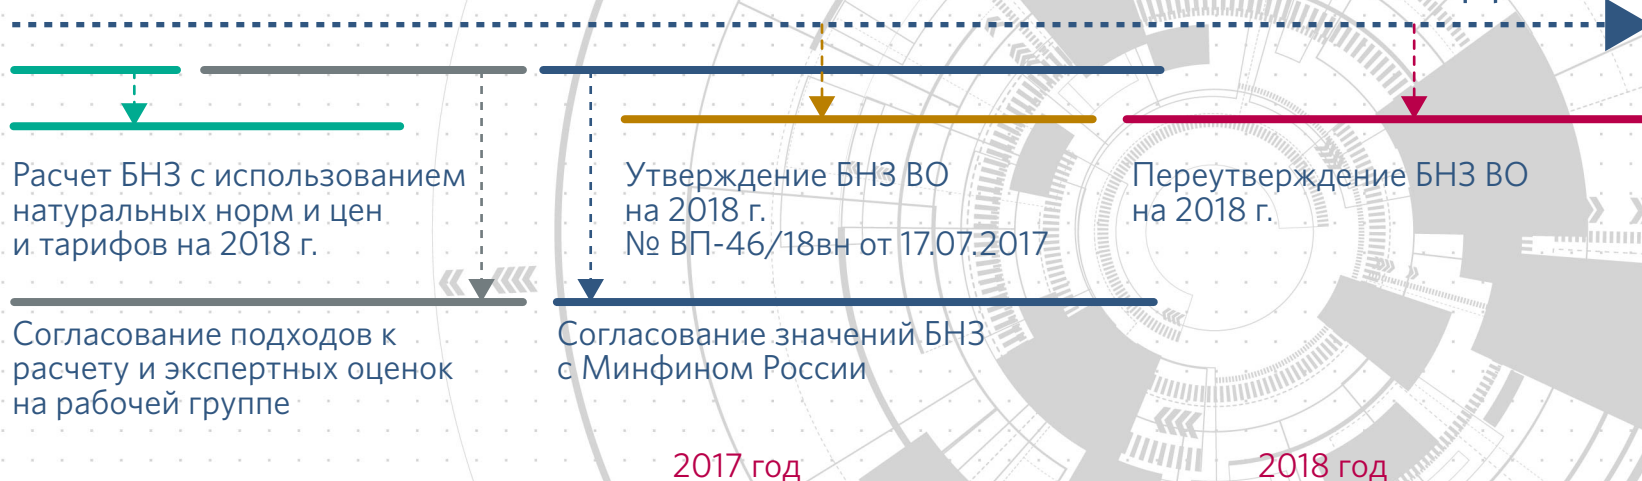 Расчет БНЗ с использованием
натуральных норм и цен
и тарифов на 2018 г.
Утверждение БНЗ ВО
на 2018 г.
№ ВП-46/18вн от 17.07.2017
Переутверждение БНЗ ВО
на 2018 г.
Согласование подходов к
расчету и экспертных оценок
на рабочей группе
Согласование значений БНЗ
с Минфином России
2017 год
2018 год